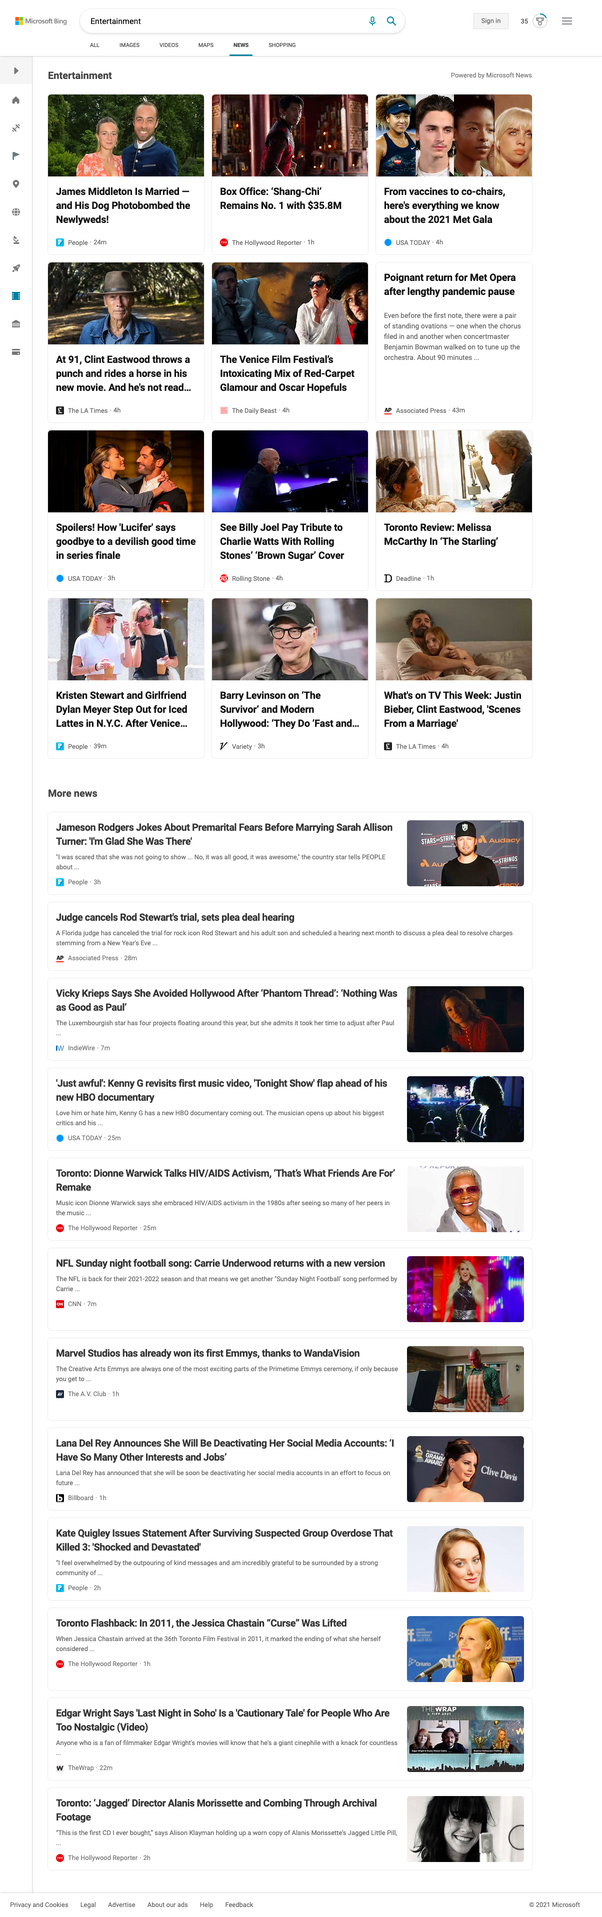 Microsoft Bing
Entertainment
Sign in
35
ALL
IMAGES
VIDEOS
MAPS
NEWS
SHOPPING
Entertainment
Powered by Microsoft News
James Middleton Is Married —
and His Dog Photobombed the
Newlyweds!
People · 24m
Box Office: ‘Shang-Chi’
Remains No. 1 with $35.8M
The Hollywood Reporter · 1h
From vaccines to co-chairs,
here's everything we know
about the 2021 Met Gala
USA TODAY · 4h
At 91, Clint Eastwood throws a
punch and rides a horse in his
new movie. And he's not read...
The LA Times · 4h
The Venice Film Festival’s
Intoxicating Mix of Red-Carpet
Glamour and Oscar Hopefuls
The Daily Beast · 4h
Poignant return for Met Opera
after lengthy pandemic pause
Even before the first note, there were a pair
of standing ovations — one when the chorus
filed in and another when concertmaster
Benjamin Bowman walked on to tune up the
orchestra. About 90 minutes ...
AP Associated Press · 43m
Spoilers! How 'Lucifer' says
goodbye to a devilish good time
in series finale
USA TODAY · 3h
See Billy Joel Pay Tribute to
Charlie Watts With Rolling
Stones’ ‘Brown Sugar’ Cover
Rolling Stone · 4h
Toronto Review: Melissa
McCarthy In ‘The Starling’
Deadline · 1h
Kristen Stewart and Girlfriend
Dylan Meyer Step Out for Iced
Lattes in N.Y.C. After Venice...
People · 39m
Barry Levinson on ‘The
Survivor’ and Modern
Hollywood: ‘They Do ‘Fast and...
Variety · 3h
What's on TV This Week: Justin
Bieber, Clint Eastwood, 'Scenes
From a Marriage'
The LA Times · 4h
More news
Jameson Rodgers Jokes About Premarital Fears Before Marrying Sarah Allison
Turner: 'I'm Glad She Was There'
"I was scared that she was not going to show ... No, it was all good, it was awesome," the country star tells PEOPLE
about ...
People · 3h
STARS STRINGS
Audacy
Judge cancels Rod Stewart's trial, sets plea deal hearing
A Florida judge has canceled the trial for rock icon Rod Stewart and his adult son and scheduled a hearing next month to discuss a plea deal to resolve charges
stemming from a New Year's Eve ...
AP Associated Press · 28m
Vicky Krieps Says She Avoided Hollywood After ‘Phantom Thread’: ‘Nothing Was
as Good as Paul’
The Luxembourgish star has four projects floating around this year, but she admits it took her time to adjust after Paul
...
IW IndieWire · 7m
'Just awful': Kenny G revisits first music video, 'Tonight Show' flap ahead of his
new HBO documentary
Love him or hate him, Kenny G has a new HBO documentary coming out. The musician opens up about his biggest
critics and his ...
USA TODAY · 25m
Toronto: Dionne Warwick Talks HIV/AIDS Activism, ‘That’s What Friends Are For’
Remake
Music icon Dionne Warwick says she embraced HIV/AIDS activism in the 1980s after seeing so many of her peers in
the music ...
The Hollywood Reporter · 25m
NFL Sunday night football song: Carrie Underwood returns with a new version
The NFL is back for their 2021-2022 season and that means we get another "Sunday Night Football' song performed by
Carrie ...
CNN · 7m
Marvel Studios has already won its first Emmys, thanks to WandaVision
The Creative Arts Emmys are always one of the most exciting parts of the Primetime Emmys ceremony, if only because
you get to ...
The A.V. Club · 1h
Lana Del Rey Announces She Will Be Deactivating Her Social Media Accounts: ‘I
Have So Many Other Interests and Jobs’
Lana Del Rey has announced that she will be soon be deactivating her social media accounts in an effort to focus on
future ...
Billboard · 1h
Clive Davis
Kate Quigley Issues Statement After Surviving Suspected Group Overdose That
Killed 3: 'Shocked and Devastated'
"I feel overwhelmed by the outpouring of kind messages and am incredibly grateful to be surrounded by a strong
community of ...
People · 2h
Toronto Flashback: In 2011, the Jessica Chastain “Curse” Was Lifted
When Jessica Chastain arrived at the 36th Toronto Film Festival in 2011, it marked the ending of what she herself
considered ...
The Hollywood Reporter · 1h
Edgar Wright Says 'Last Night in Soho' Is a 'Cautionary Tale' for People Who Are
Too Nostalgic (Video)
Anyone who is a fan of filmmaker Edgar Wright's movies will know that he's a giant cinephile with a knack for countless
...
TheWrap · 22m
THEWRAP
Toronto: ‘Jagged’ Director Alanis Morissette and Combing Through Archival
Footage
"This is the first CD I ever bought," says Alison Klayman holding up a worn copy of Alanis Morissette's Jagged Little Pill,
...
The Hollywood Reporter · 2h
Privacy and Cookies
Legal
Advertise
About our ads
Help
Feedback
© 2021 Microsoft